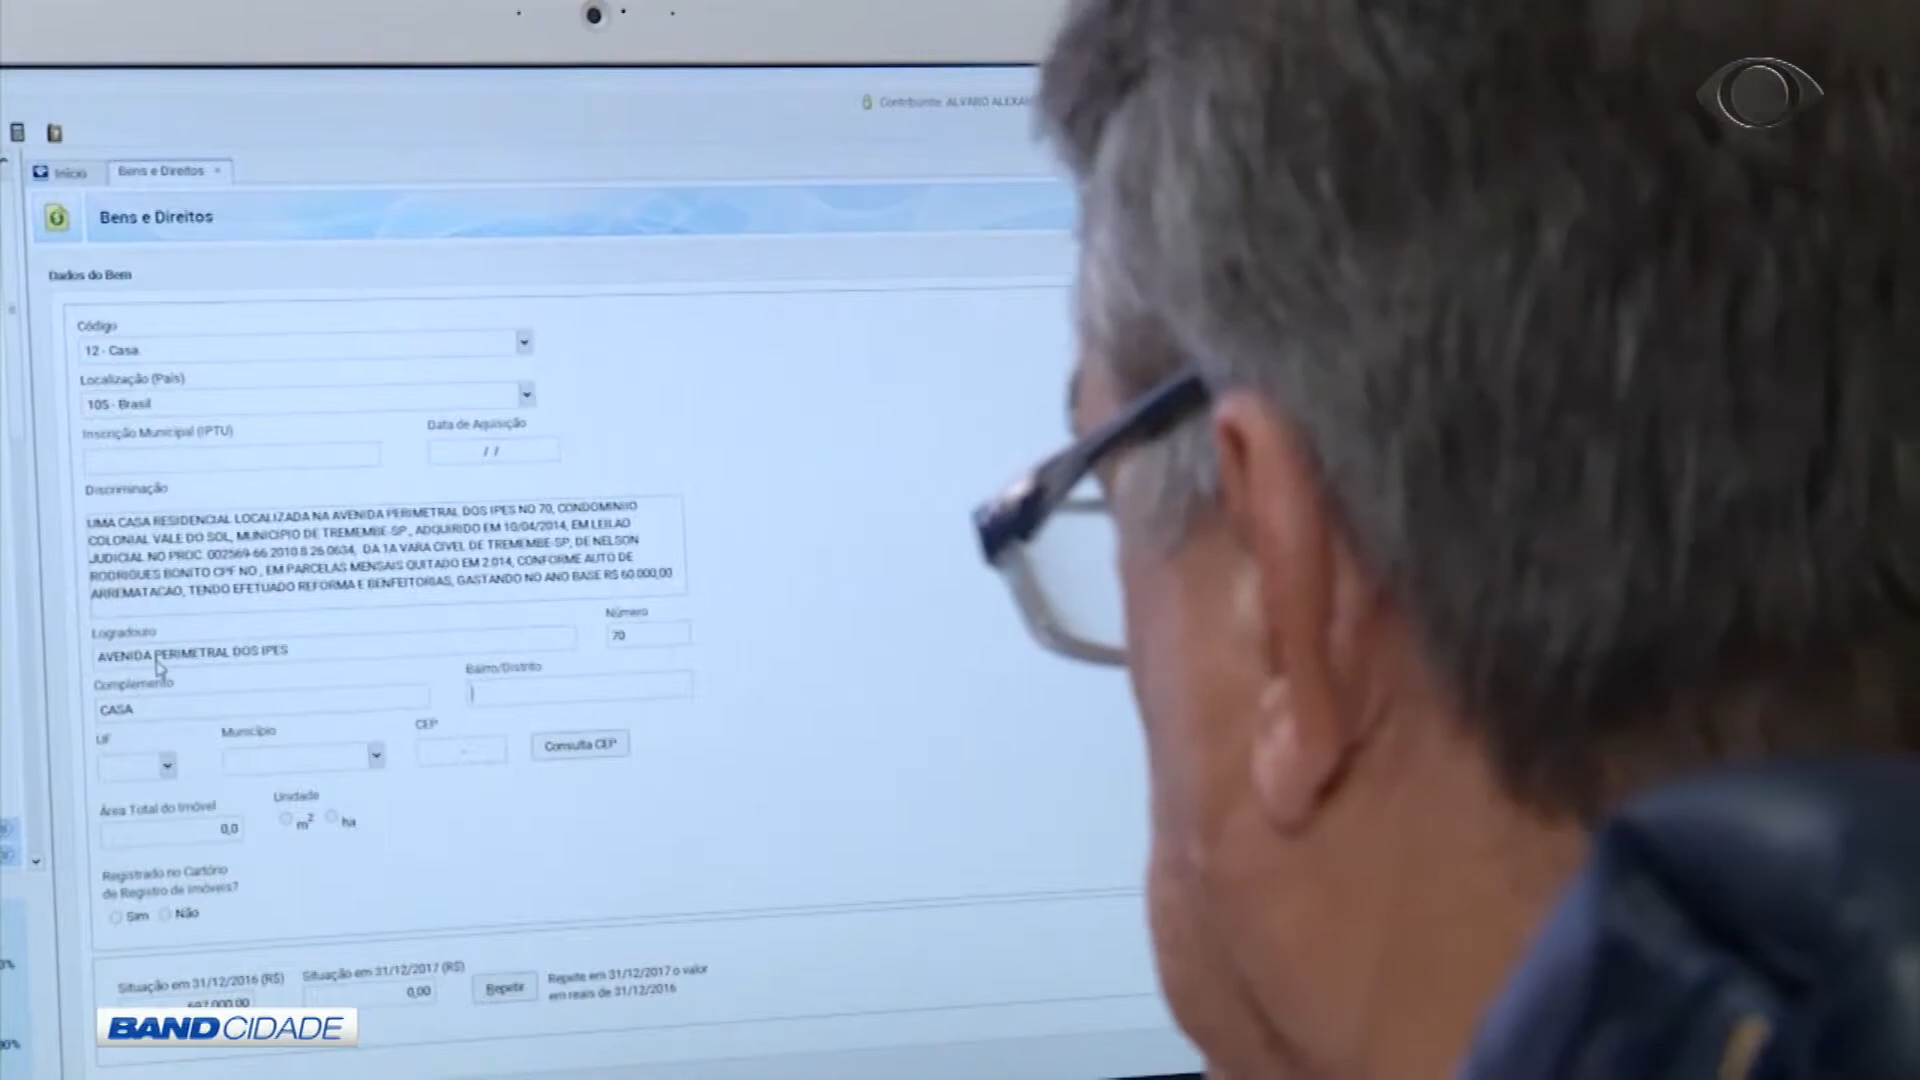 Contribuinte: ALVARO ALEXAN
Início
Bens e Direitos
Bens e Direitos
Dados do Bem
Código
12 - Casa
Localização (País)
105 - Brasil
Inscrição Municipal (IPTU)
Data de Aquisição
/ /
Discriminação
UMA CASA RESIDENCIAL LOCALIZADA NA AVENIDA PERIMETRAL DOS IPES NO 70, CONDOMINIO
COLONIAL VALE DO SOL, MUNICIPIO DE TREMEMBE-SP., ADQUIRIDO EM 10/04/2014, EM LEILAO
JUDICIAL NO PROC. 002569-66 2010 8 26 0634, DA 1A VARA CIVEL DE TREMEMBE-SP, DE NELSON
RODRIGUES BONITO CPF NO , EM PARCELAS MENSAIS QUITADO EM 2.014, CONFORME AUTO DE
ARREMATACAO, TENDO EFETUADO REFORMA E BENFEITORIAS, GASTANDO NO ANO BASE R$ 60.000,00
Logradouro
Número
AVENIDA PERIMETRAL DOS IPES
70
Complemento
Bairro/Distrito
CASA
UF
Município
CEP
-
Consulta CEP
Área Total do Imóvel
Unidade
0,0
m²
ha
Registrado no Cartório
de Registro de Imóveis?
Sim
Não
Situação em 31/12/2016 (R$)
Situação em 31/12/2017 (R$)
0,00
Repetir
Repete em 31/12/2017 o valor
em reais de 31/12/2016
BAND CIDADE